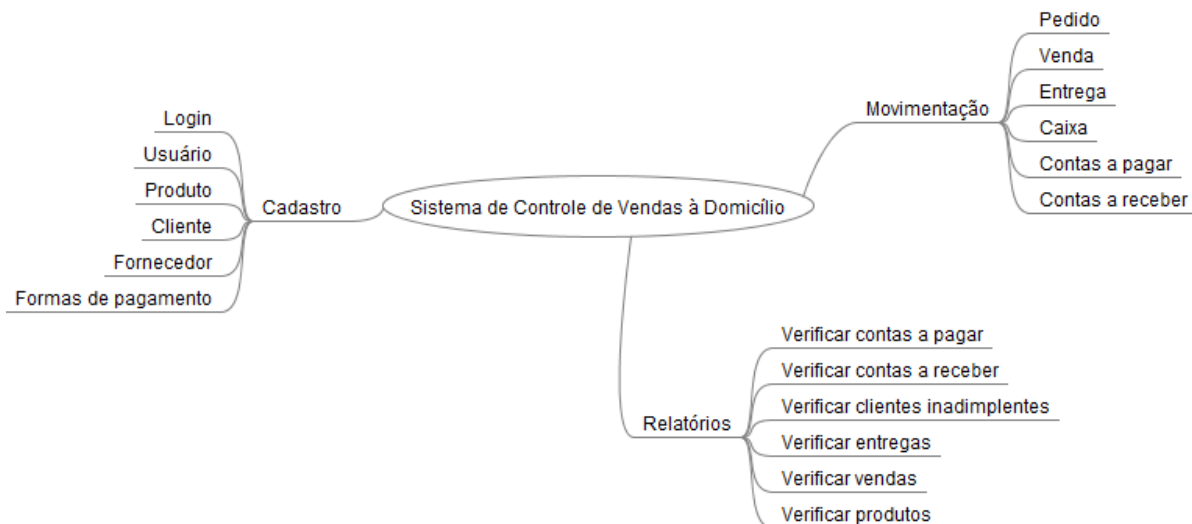 Sistema de Controle de Vendas à Domicílio
Cadastro
Login
Usuário
Produto
Cliente
Fornecedor
Formas de pagamento
Movimentação
Pedido
Venda
Entrega
Caixa
Contas a pagar
Contas a receber
Relatórios
Verificar contas a pagar
Verificar contas a receber
Verificar clientes inadimplentes
Verificar entregas
Verificar vendas
Verificar produtos